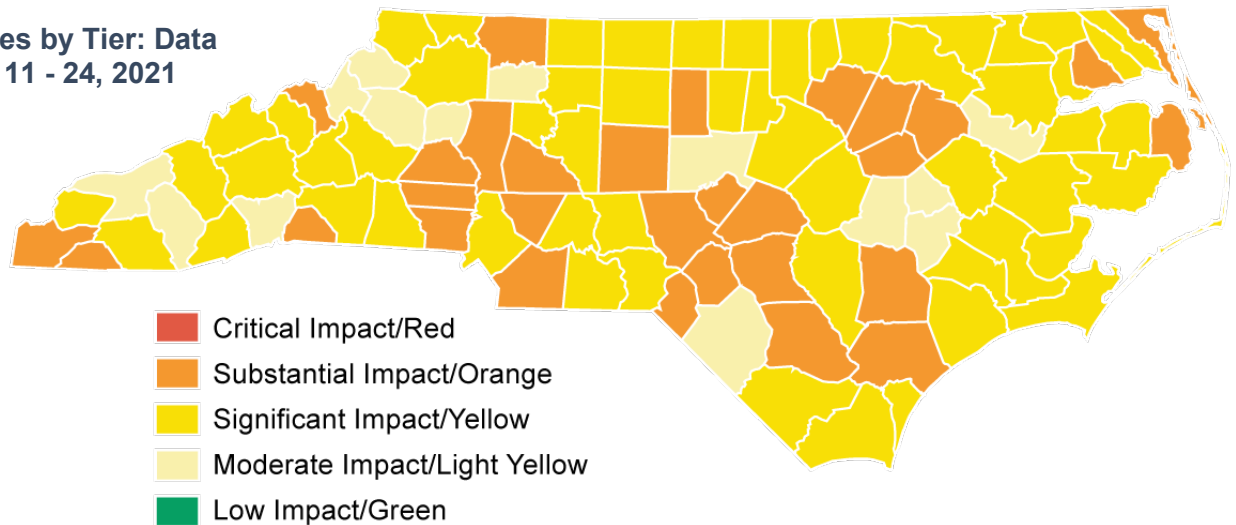 es by Tier: Data
11 - 24, 2021
Critical Impact/Red
Substantial Impact/Orange
Significant Impact/Yellow
Moderate Impact/Light Yellow
Low Impact/Green